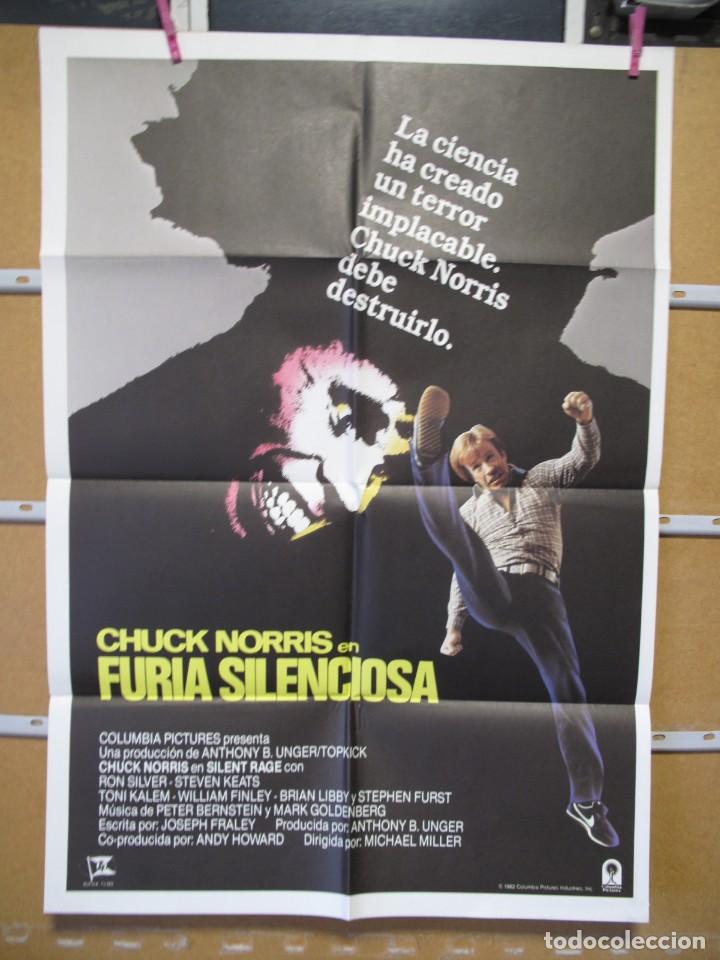 La ciencia
ha creado
un terror
implacable.
Chuck Norris
debe
destruirlo.
CHUCK NORRIS en
FURIA SILENCIOSA
COLUMBIA PICTURES presenta
Una producción de ANTHONY B. UNGER/TOPKICK
CHUCK NORRIS en SILENT RAGE con
RON SILVER - STEVEN KEATS
TONI KALEM - WILLIAM FINLEY - BRIAN LIBBY y STEPHEN FURST
Música de PETER BERNSTEIN y MARK GOLDENBERG
Escrita por: JOSEPH FRALEY Producida por: ANTHONY B. UNGER
Co-producida por: ANDY HOWARD Dirigida por: MICHAEL MILLER
© 1982 Columbia Pictures Industries, Inc.
Columbia
Pictures
todocoleccion.net